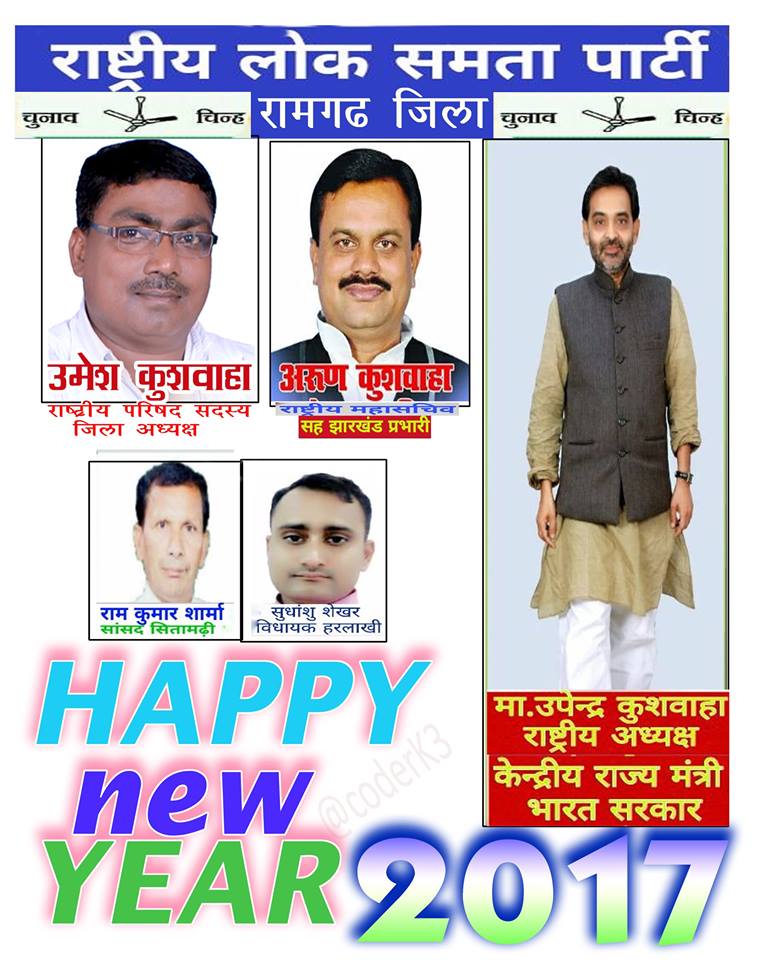 राष्ट्रीय लोक समता पार्टी
चुनाव चिन्ह रामगढ जिला चुनाव चिन्ह
उमेश कुशवाहा
राष्ट्रीय परिषद सदस्य
जिला अध्यक्ष
अरुण कुशवाहा
राष्ट्रीय महासचिव
सह झारखंड प्रभारी
राम कुमार शार्मा
सांसद सितामढ़ी
सुधांशु शेखर
विधायक हरलाखी
मा.उपेन्द्र कुशवाहा
राष्ट्रीय अध्यक्ष
केन्द्रीय राज्य मंत्री
भारत सरकार
HAPPY
new
YEAR 2017
@coderK3